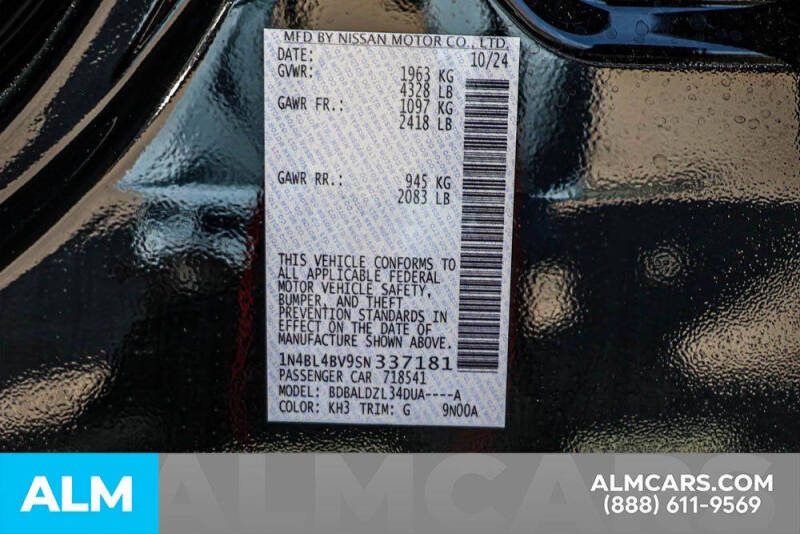 MFD BY NISSAN MOTOR CO., LTD.
DATE: 10/24
GVWR: 1963 KG
4328 LB
GAWR FR.: 1097 KG
2418 LB
GAWR RR.: 945 KG
2083 LB
THIS VEHICLE CONFORMS TO
ALL APPLICABLE FEDERAL
MOTOR VEHICLE SAFETY,
BUMPER, AND THEFT
PREVENTION STANDARDS IN
EFFECT ON THE DATE OF
MANUFACTURE SHOWN ABOVE.
1N4BL4BV9SN337181
PASSENGER CAR 718541
MODEL: BDBALDZL34DUA----A
COLOR: KH3 TRIM: G 9N00A
ALM
ALMCARS
ALMCARS.COM
(888) 611-9569